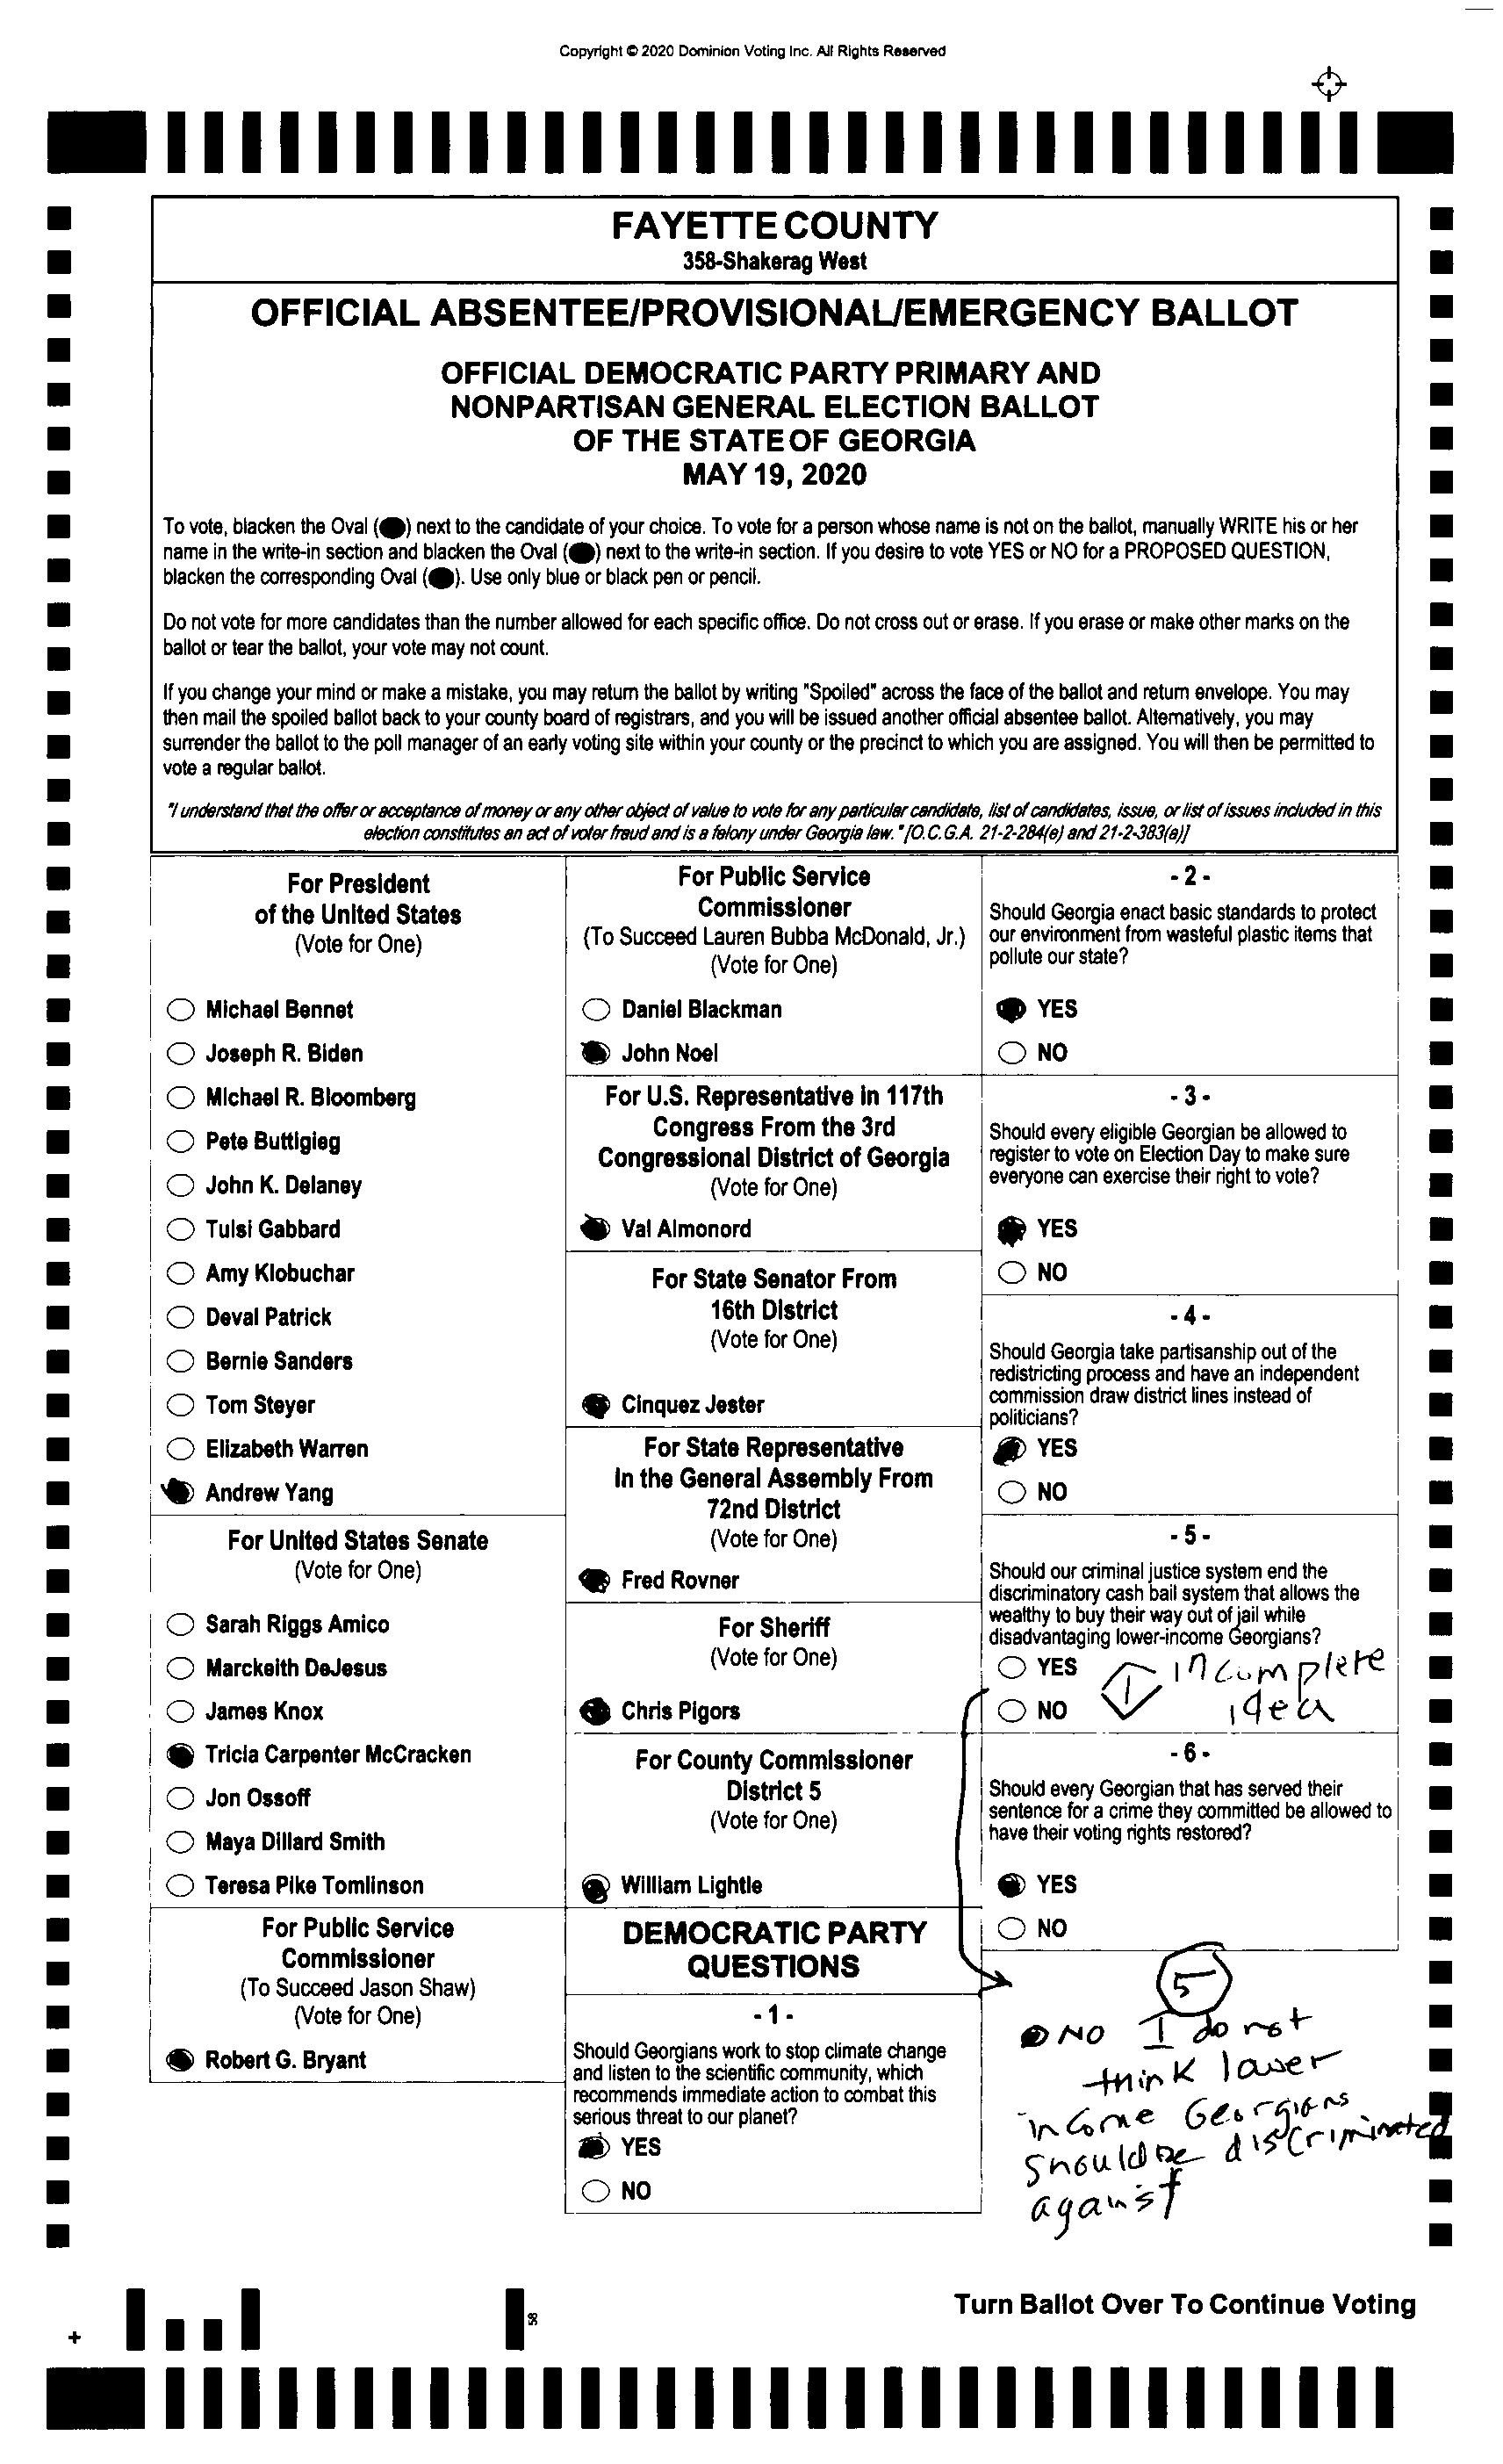 Copyright © 2020 Dominion Voting Inc. All Rights Reserved
FAYETTE COUNTY
358-Shakerag West
OFFICIAL ABSENTEE/PROVISIONAL/EMERGENCY BALLOT
OFFICIAL DEMOCRATIC PARTY PRIMARY AND
NONPARTISAN GENERAL ELECTION BALLOT
OF THE STATE OF GEORGIA
MAY 19, 2020
To vote, blacken the Oval (●) next to the candidate of your choice. To vote for a person whose name is not on the ballot, manually WRITE his or her
name in the write-in section and blacken the Oval (●) next to the write-in section. If you desire to vote YES or NO for a PROPOSED QUESTION,
blacken the corresponding Oval (●). Use only blue or black pen or pencil.
Do not vote for more candidates than the number allowed for each specific office. Do not cross out or erase. If you erase or make other marks on the
ballot or tear the ballot, your vote may not count.
If you change your mind or make a mistake, you may return the ballot by writing "Spoiled" across the face of the ballot and return envelope. You may
then mail the spoiled ballot back to your county board of registrars, and you will be issued another official absentee ballot. Alternatively, you may
surrender the ballot to the poll manager of an early voting site within your county or the precinct to which you are assigned. You will then be permitted to
vote a regular ballot.
"I understand that the offer or acceptance of money or any other object of value to vote for any particular candidate, list of candidates, issue, or list of issues included in this
election constitutes an act of voter fraud and is a felony under Georgia law." [O.C.G.A. 21-2-284(e) and 21-2-383(a)]
For President
of the United States
(Vote for One)
Michael Bennet
Joseph R. Biden
Michael R. Bloomberg
Pete Buttigieg
John K. Delaney
Tulsi Gabbard
Amy Klobuchar
Deval Patrick
Bernie Sanders
Tom Steyer
Elizabeth Warren
Andrew Yang
For United States Senate
(Vote for One)
Sarah Riggs Amico
Marckeith DeJesus
James Knox
Tricia Carpenter McCracken
Jon Ossoff
Maya Dillard Smith
Teresa Pike Tomlinson
For Public Service
Commissioner
(To Succeed Jason Shaw)
(Vote for One)
Robert G. Bryant
For Public Service
Commissioner
(To Succeed Lauren Bubba McDonald, Jr.)
(Vote for One)
Daniel Blackman
John Noel
For U.S. Representative in 117th
Congress From the 3rd
Congressional District of Georgia
(Vote for One)
Val Almonord
For State Senator From
16th District
(Vote for One)
Cinquez Jester
For State Representative
In the General Assembly From
72nd District
(Vote for One)
Fred Rovner
For Sheriff
(Vote for One)
Chris Pigors
For County Commissioner
District 5
(Vote for One)
William Lightle
DEMOCRATIC PARTY
QUESTIONS
- 1 -
Should Georgians work to stop climate change
and listen to the scientific community, which
recommends immediate action to combat this
serious threat to our planet?
YES
NO
- 2 -
Should Georgia enact basic standards to protect
our environment from wasteful plastic items that
pollute our state?
YES
NO
- 3 -
Should every eligible Georgian be allowed to
register to vote on Election Day to make sure
everyone can exercise their right to vote?
YES
NO
- 4 -
Should Georgia take partisanship out of the
redistricting process and have an independent
commission draw district lines instead of
politicians?
YES
NO
- 5 -
Should our criminal justice system end the
discriminatory cash bail system that allows the
wealthy to buy their way out of jail while
disadvantaging lower-income Georgians?
YES
NO
1 incomplete
idea
- 6 -
Should every Georgian that has served their
sentence for a crime they committed be allowed to
have their voting rights restored?
YES
NO
5
NO I do not
think lower
income Georgians
should be discriminated
against
Turn Ballot Over To Continue Voting
+